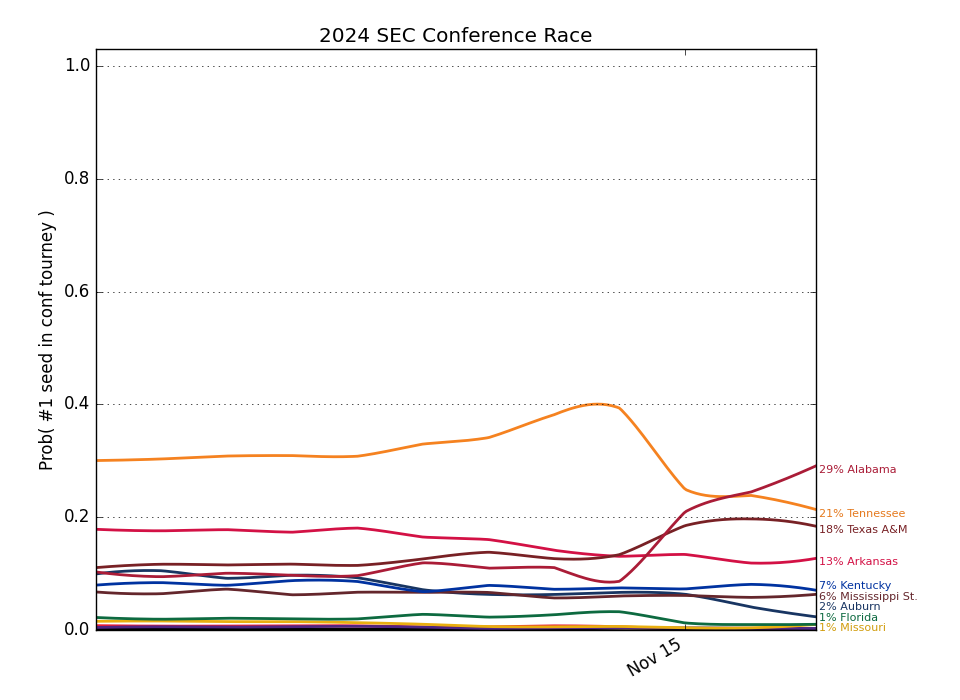 2024 SEC Conference Race
Prob( #1 seed in conf tourney )
1.0
0.8
0.6
0.4
0.2
0.0
Nov 15
29% Alabama
21% Tennessee
18% Texas A&M
13% Arkansas
7% Kentucky
6% Mississippi St.
2% Auburn
1% Florida
1% Missouri